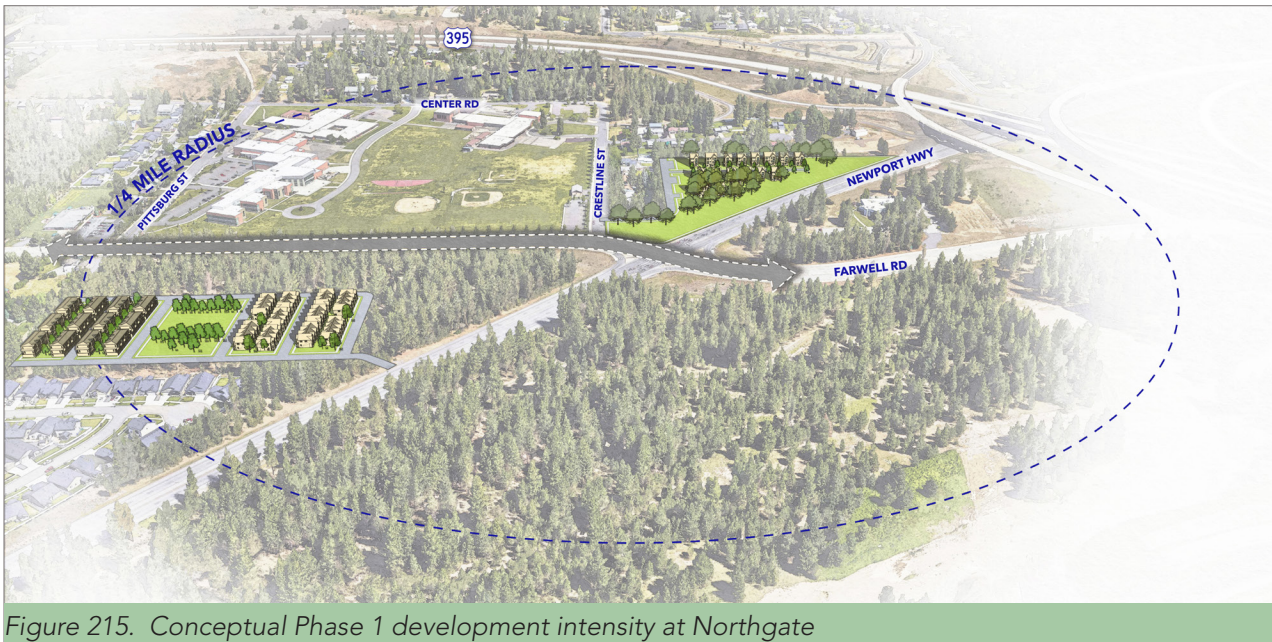 395
CENTER RD
1/4 MILE RADIUS
PITTSBURG ST
CRESTLINE ST
NEWPORT HWY
FARWELL RD
Figure 215. Conceptual Phase 1 development intensity at Northgate